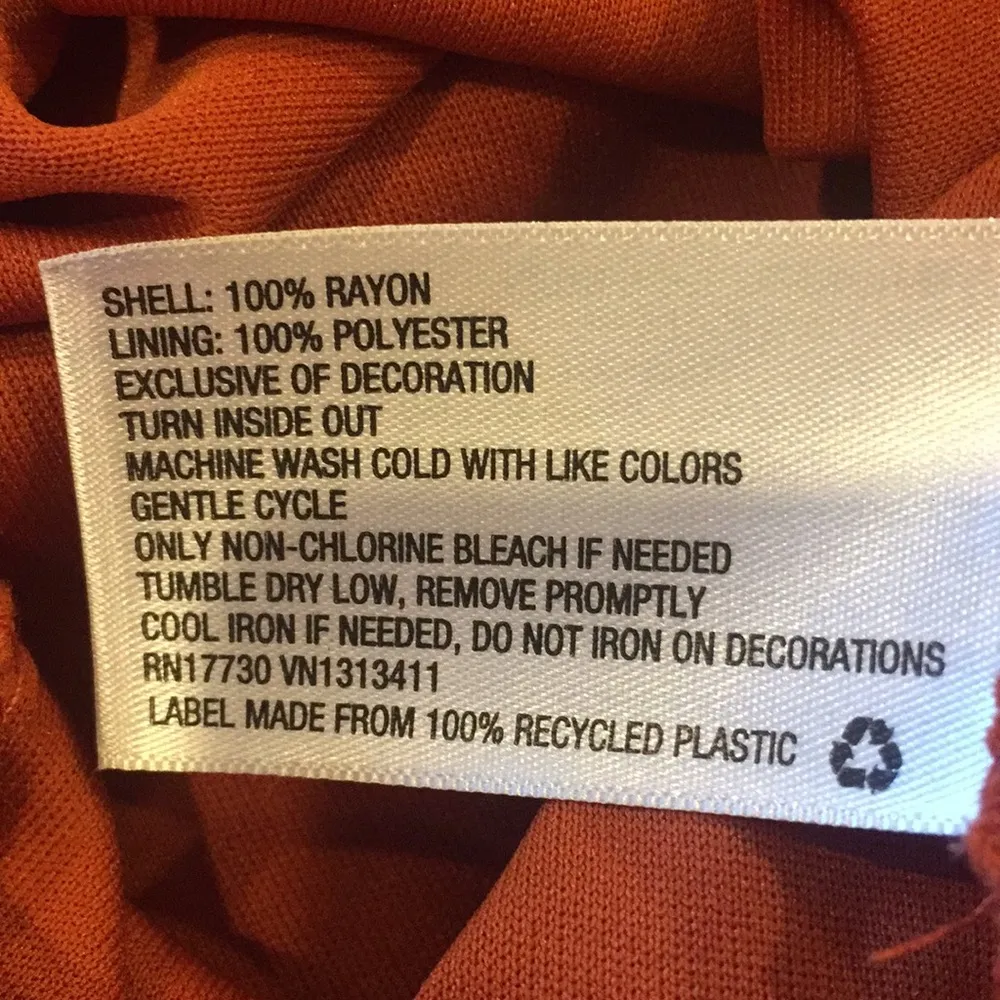 SHELL: 100% RAYON
LINING: 100% POLYESTER
EXCLUSIVE OF DECORATION
TURN INSIDE OUT
MACHINE WASH COLD WITH LIKE COLORS
GENTLE CYCLE
ONLY NON-CHLORINE BLEACH IF NEEDED
TUMBLE DRY LOW, REMOVE PROMPTLY
COOL IRON IF NEEDED, DO NOT IRON ON DECORATIONS
RN17730 VN1313411
LABEL MADE FROM 100% RECYCLED PLASTIC